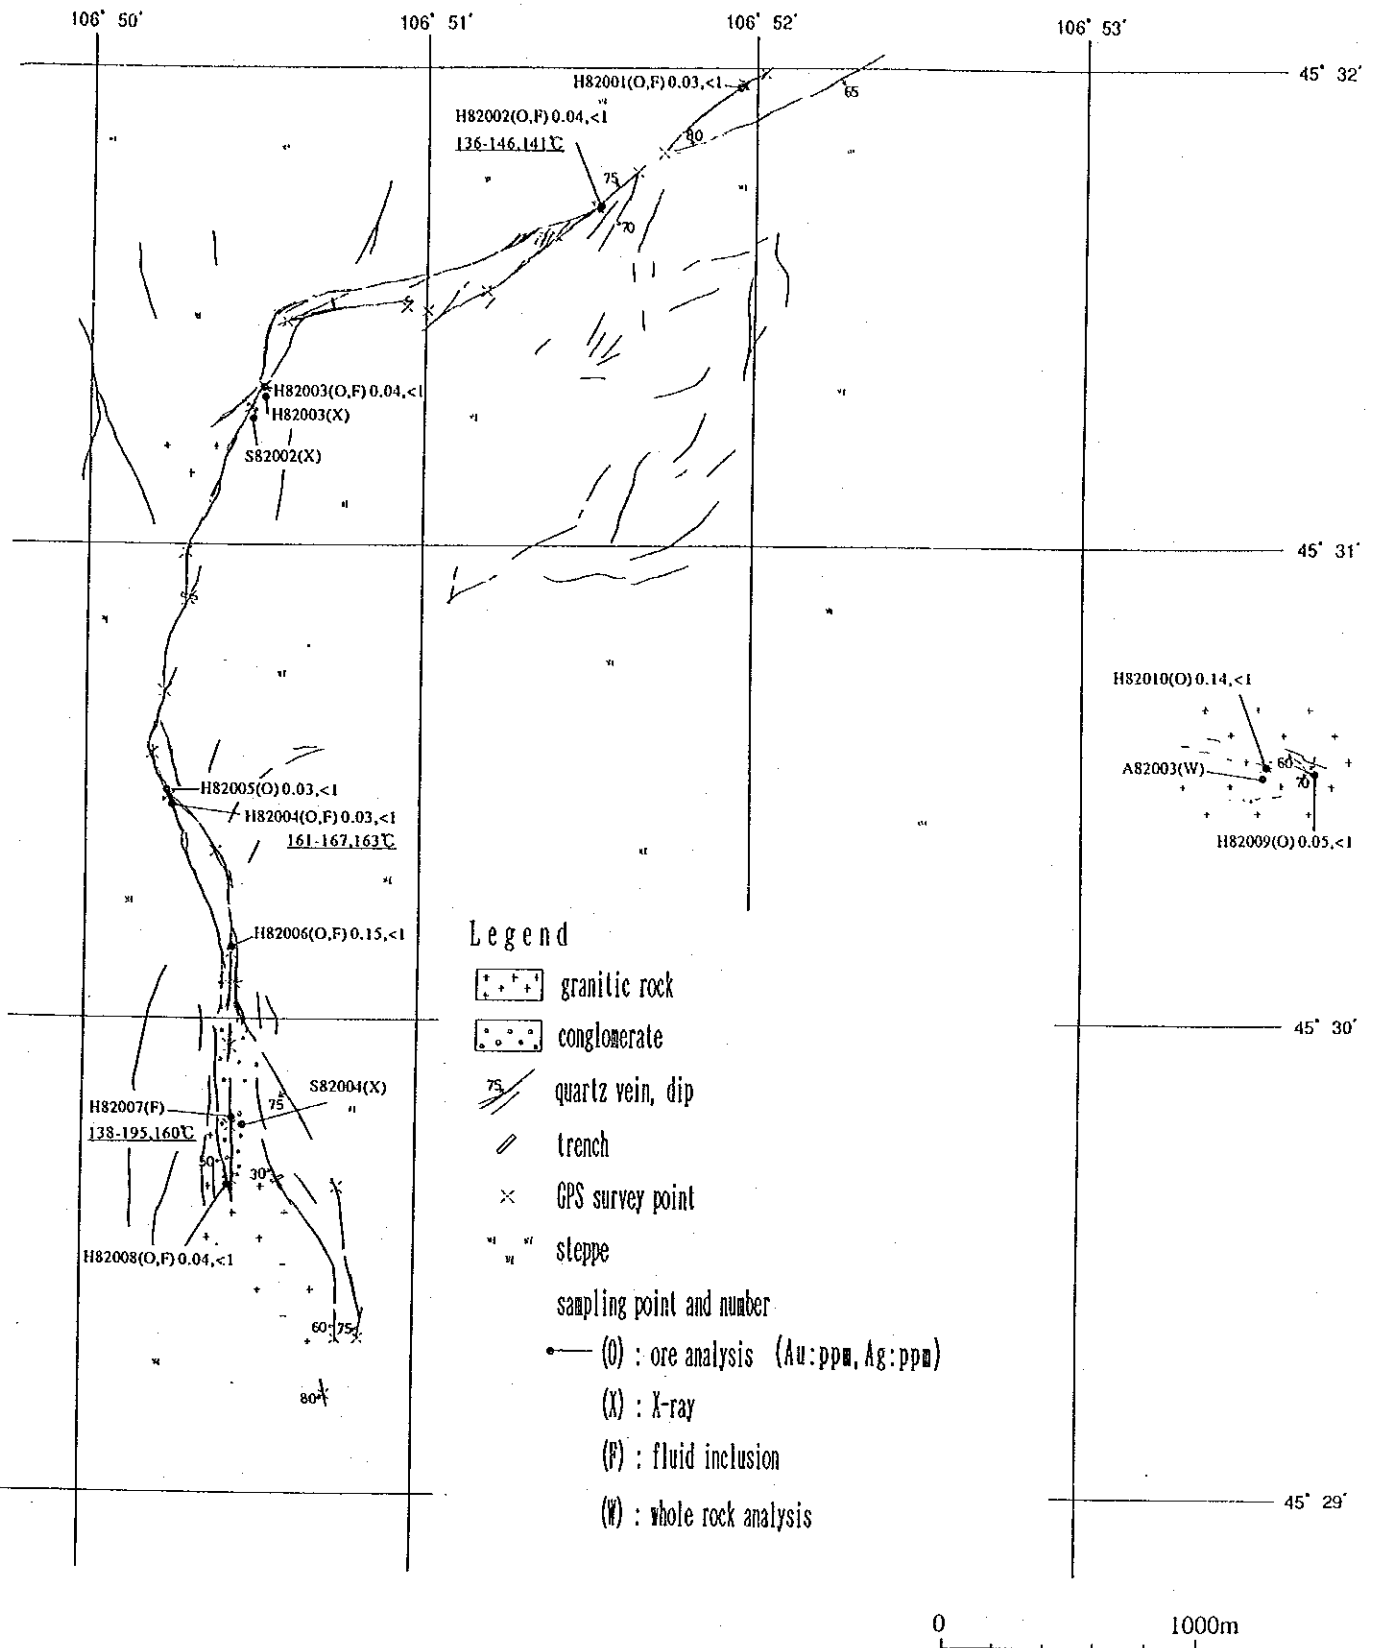 106° 50′ 106° 51′ 106° 52′ 106° 53′
H82001(O,F) 0.03,<1
45° 32′
65
H82002(O,F) 0.04,<1
136-146,141℃
80
75
70
H82003(O,F) 0.04,<1
H82003(X)
S82002(X)
45° 31′
H82010(O) 0.14,<1
A82003(W)
60
70
H82009(O) 0.05,<1
H82005(O) 0.03,<1
H82004(O,F) 0.03,<1
161-167,163℃
H82006(O,F) 0.15,<1
Legend
granitic rock
conglomerate
75 quartz vein, dip
trench
GPS survey point
steppe
sampling point and number
(O) : ore analysis (Au:ppm, Ag:ppm)
(X) : X-ray
(F) : fluid inclusion
(W) : whole rock analysis
45° 30′
S82004(X)
75
H82007(F)
138-195,160℃
50
30
H82008(O,F) 0.04,<1
60 75
80
45° 29′
0 1000m